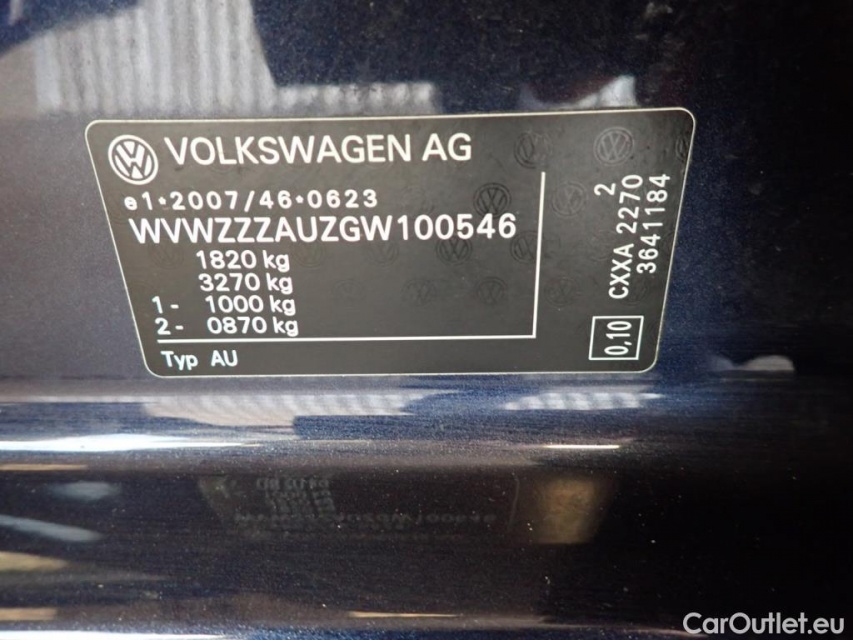 VOLKSWAGEN AG
e1*2007/46*0623
WVWZZZAUZGW100546
1820 kg
3270 kg
1- 1000 kg
2- 0870 kg
Typ AU
2
CXXA 2270
3641184
0,10
CarOutlet.eu